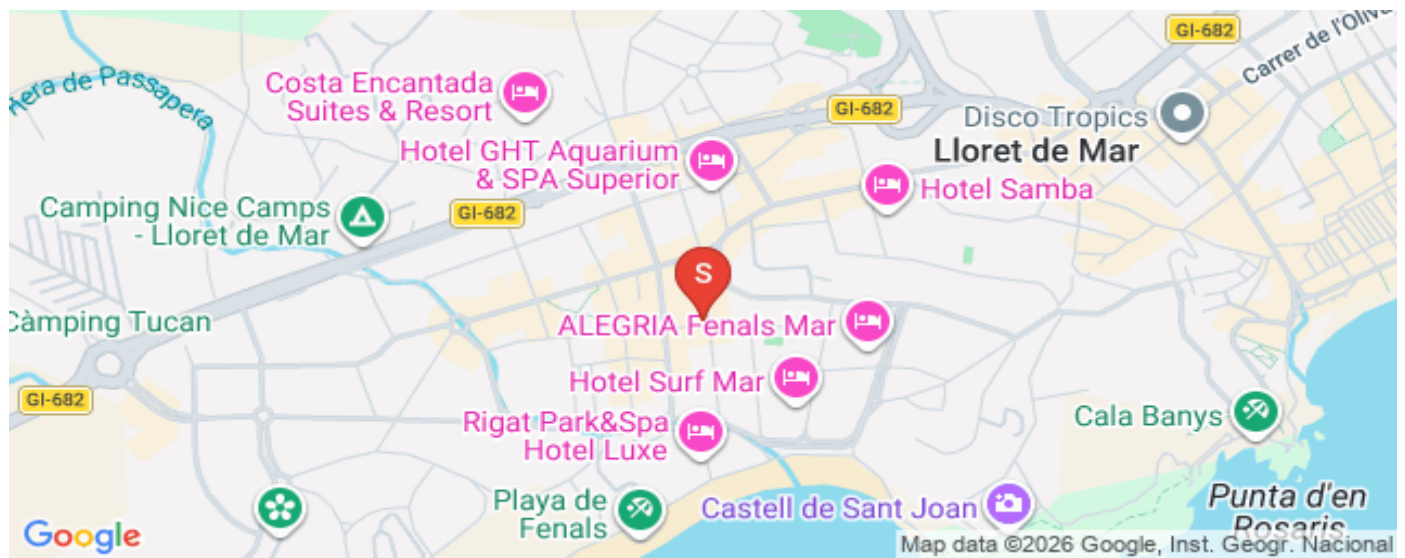 GI-682
Carrer de l'Oliva
nera de Passapera
Costa Encantada
Suites & Resort
GI-682
Disco Tropics
Lloret de Mar
Hotel GHT Aquarium
& SPA Superior
Hotel Samba
Camping Nice Camps
- Lloret de Mar
GI-682
S
Càmping Tucan
ALEGRIA Fenals Mar
Hotel Surf Mar
GI-682
Cala Banys
Rigat Park&Spa
Hotel Luxe
Playa de
Fenals
Castell de Sant Joan
Punta d'en
Rosaris
Google
Map data ©2026 Google, Inst. Geogr. Nacional